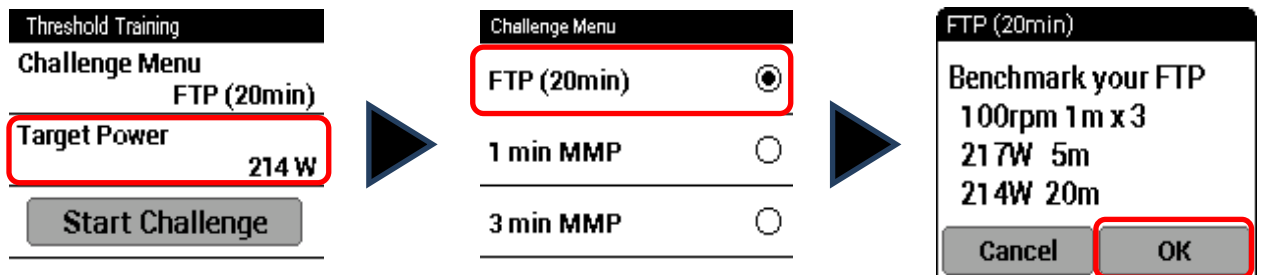 Threshold Training
Challenge Menu
FTP (20min)
Target Power
214 W
Start Challenge
Challenge Menu
FTP (20min)
1 min MMP
3 min MMP
FTP (20min)
Benchmark your FTP
100rpm 1m x 3
217W 5m
214W 20m
Cancel OK